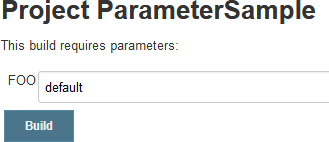 Project ParameterSample
This build requires parameters:
FOO default
Build